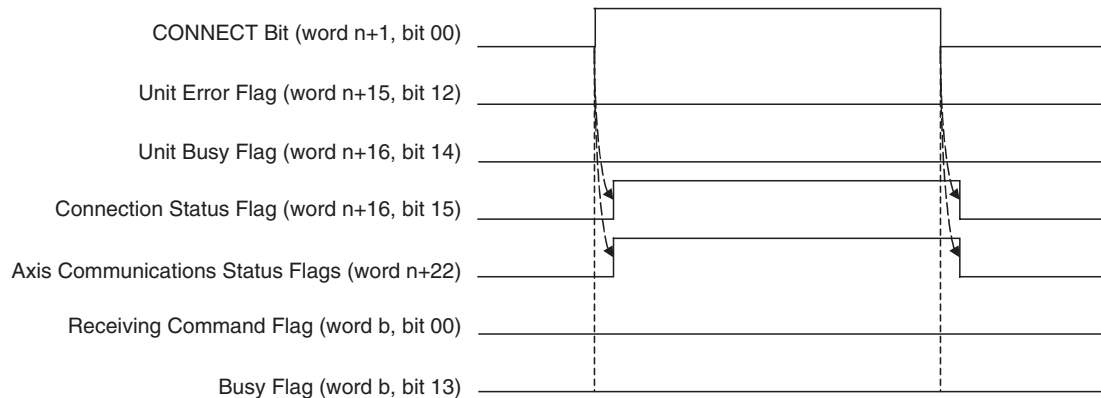 CONNECT Bit (word n+1, bit 00)
Unit Error Flag (word n+15, bit 12)
Unit Busy Flag (word n+16, bit 14)
Connection Status Flag (word n+16, bit 15)
Axis Communications Status Flags (word n+22)
Receiving Command Flag (word b, bit 00)
Busy Flag (word b, bit 13)